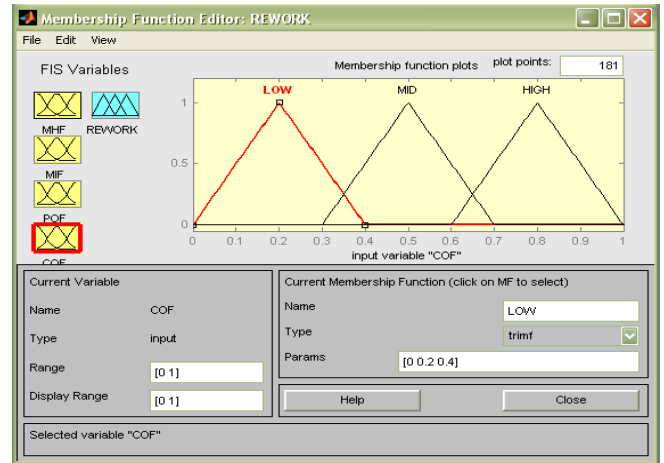 Membership Function Editor: REWORK
File Edit View
FIS Variables
MHF REWORK
MIF
POF
COF
Membership function plots plot points: 181
LOW MID HIGH
1
0.5
0
0 0.1 0.2 0.3 0.4 0.5 0.6 0.7 0.8 0.9 1
input variable "COF"
Current Variable
Name COF
Type input
Range [0 1]
Display Range [0 1]
Current Membership Function (click on MF to select)
Name LOW
Type trimf
Params [0 0.2 0.4]
Help Close
Selected variable "COF"